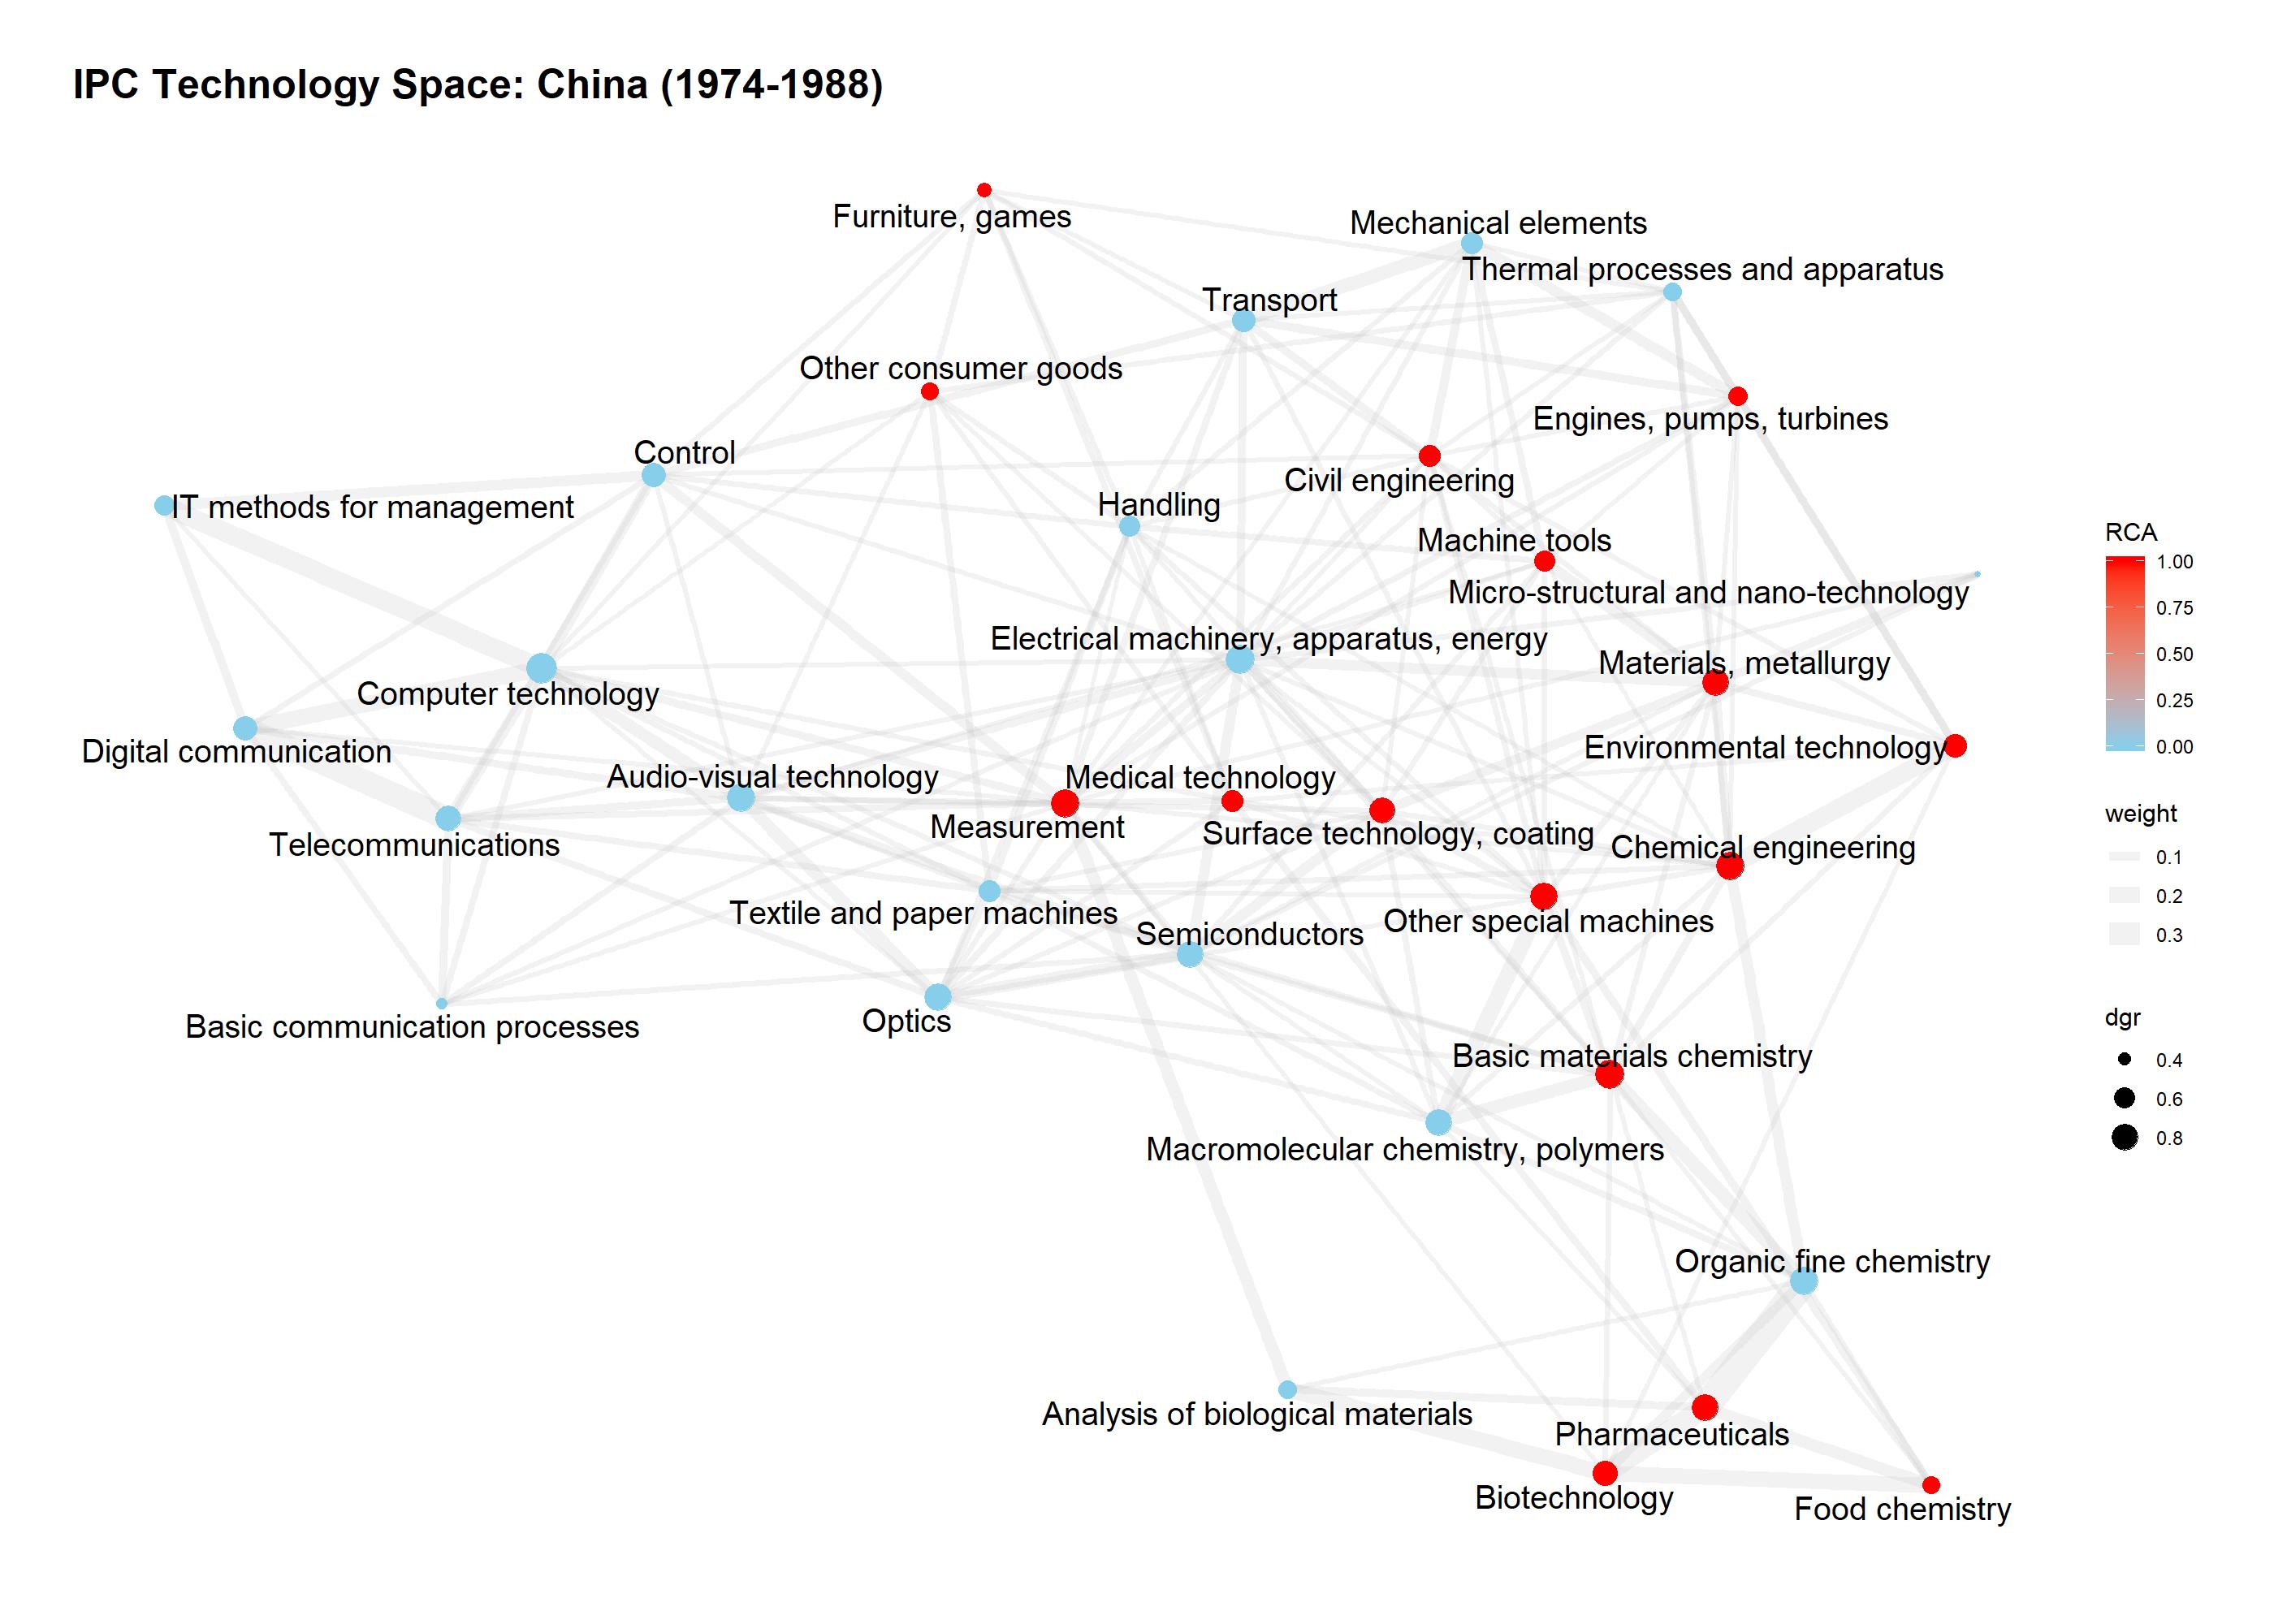 IPC Technology Space: China (1974-1988)
Furniture, games
Mechanical elements
Thermal processes and apparatus
Transport
Other consumer goods
Engines, pumps, turbines
Control
Civil engineering
IT methods for management
Handling
Machine tools
Micro-structural and nano-technology
Electrical machinery, apparatus, energy
Materials, metallurgy
Computer technology
Digital communication
Environmental technology
Audio-visual technology
Medical technology
Measurement
Surface technology, coating
Telecommunications
Chemical engineering
Textile and paper machines
Other special machines
Semiconductors
Optics
Basic communication processes
Basic materials chemistry
Macromolecular chemistry, polymers
Organic fine chemistry
Analysis of biological materials
Pharmaceuticals
Biotechnology
Food chemistry
RCA
1.00
0.75
0.50
0.25
0.00
weight
0.1
0.2
0.3
dgr
0.4
0.6
0.8